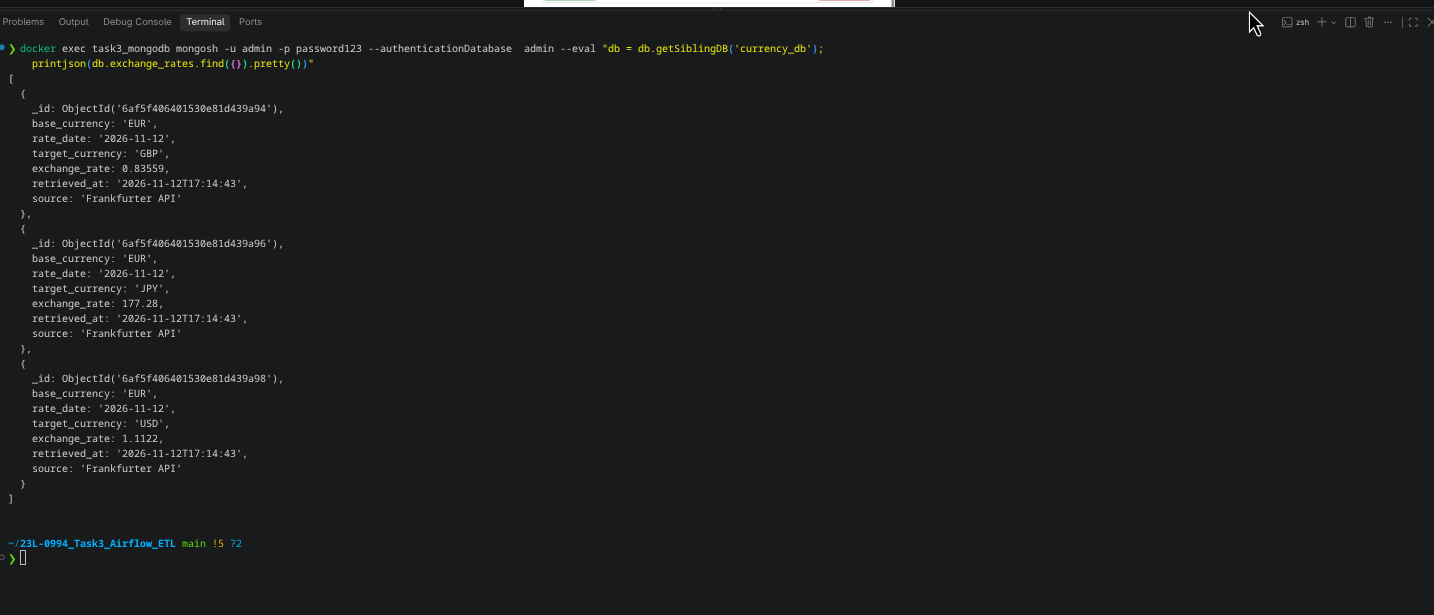 Problems Output Debug Console Terminal Ports zsh
❯ docker exec task3_mongodb mongosh -u admin -p password123 --authenticationDatabase  admin --eval "db = db.getSiblingDB('currency_db');
    printjson(db.exchange_rates.find({}).pretty())"
[
  {
    _id: ObjectId('6af5f406401530e81d439a94'),
    base_currency: 'EUR',
    rate_date: '2026-11-12',
    target_currency: 'GBP',
    exchange_rate: 0.83559,
    retrieved_at: '2026-11-12T17:14:43',
    source: 'Frankfurter API'
  },
  {
    _id: ObjectId('6af5f406401530e81d439a96'),
    base_currency: 'EUR',
    rate_date: '2026-11-12',
    target_currency: 'JPY',
    exchange_rate: 177.28,
    retrieved_at: '2026-11-12T17:14:43',
    source: 'Frankfurter API'
  },
  {
    _id: ObjectId('6af5f406401530e81d439a98'),
    base_currency: 'EUR',
    rate_date: '2026-11-12',
    target_currency: 'USD',
    exchange_rate: 1.1122,
    retrieved_at: '2026-11-12T17:14:43',
    source: 'Frankfurter API'
  }
]
~/23L-0994_Task3_Airflow_ETL main !5 ?2
❯